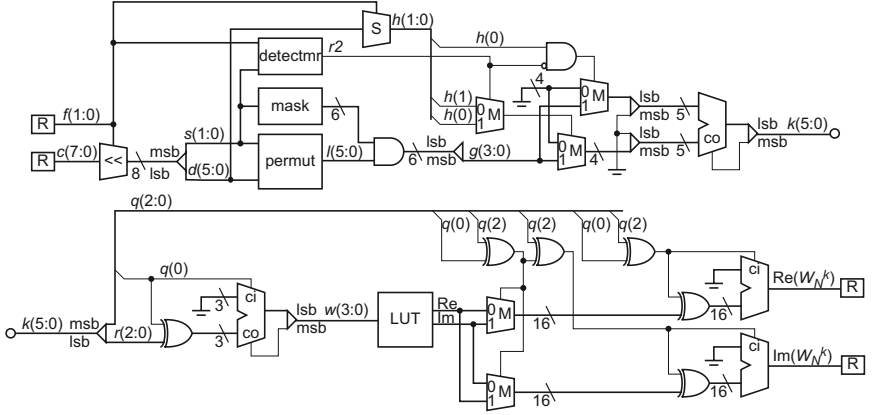 S h(1:0) h(0)
detectmr r2
4 0 1 M lsb
R f(1:0)
mask 6
h(1) 0 M
h(0) 1
5
msb
lsb k(5:0)
co msb
R c(7:0) << msb s(1:0)
8 lsb d(5:0)
permut l(5:0)
lsb
6 msb g(3:0)
0 1 M 4
lsb
msb 5
q(2:0)
q(0) q(2) q(2) q(0) q(2)
q(0)
3 ci
k(5:0) msb
lsb r(2:0)
3 co
lsb w(3:0)
msb
LUT Re
Im
0 1 M 16
0 1 M 16
3 ci
16
Re(W_N^k) R
3 ci
16
Im(W_N^k) R